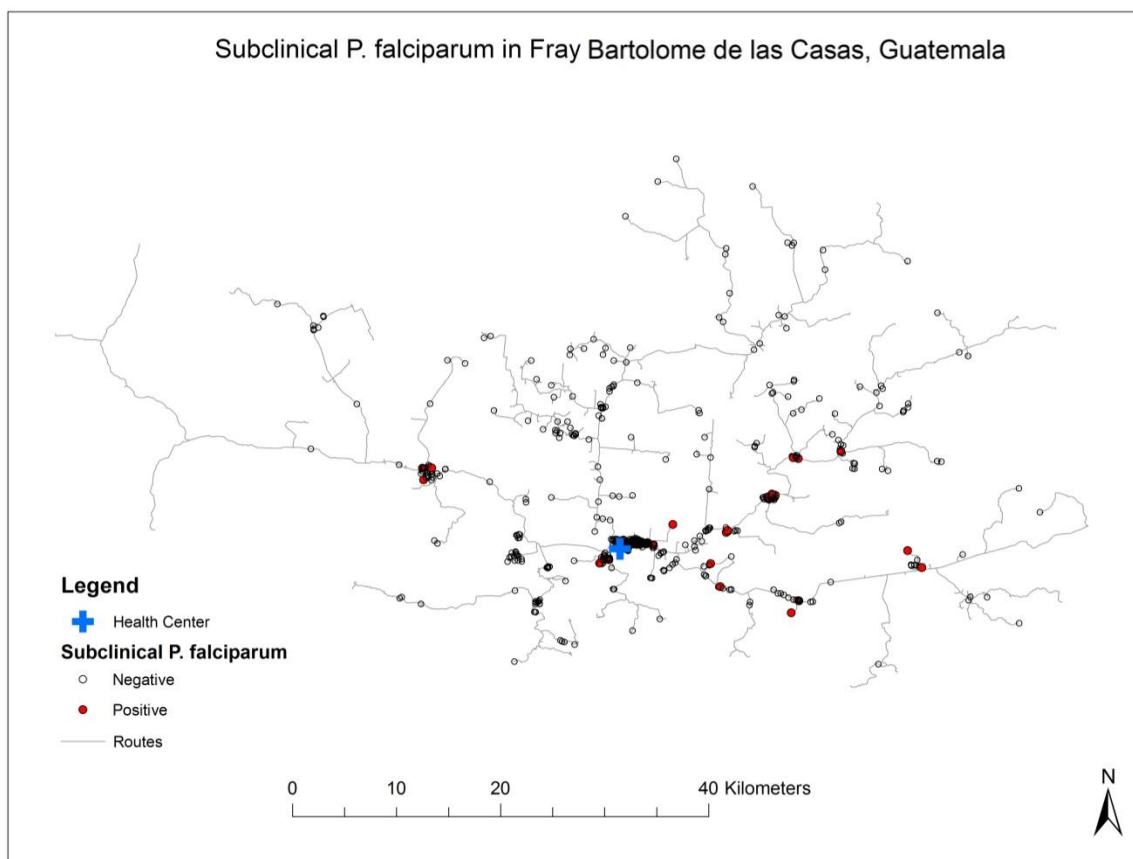 Subclinical P. falciparum in Fray Bartolome de las Casas, Guatemala
Legend
Health Center
Subclinical P. falciparum
Negative
Positive
Routes
0 10 20 40 Kilometers
N